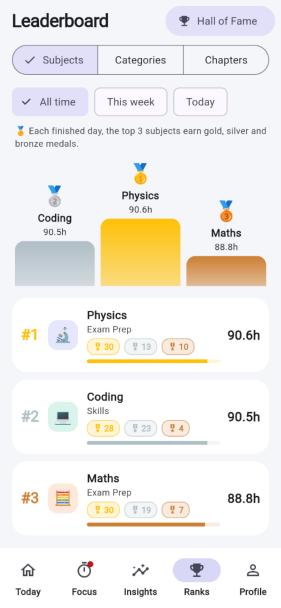 Leaderboard
Hall of Fame
Subjects
Categories
Chapters
All time
This week
Today
Each finished day, the top 3 subjects earn gold, silver and
bronze medals.
1
Physics
90.6h
2
Coding
90.5h
3
Maths
88.8h
#1
Physics
Exam Prep
30
13
10
90.6h
#2
Coding
Skills
28
23
4
90.5h
#3
Maths
Exam Prep
30
19
7
88.8h
Today
Focus
Insights
Ranks
Profile